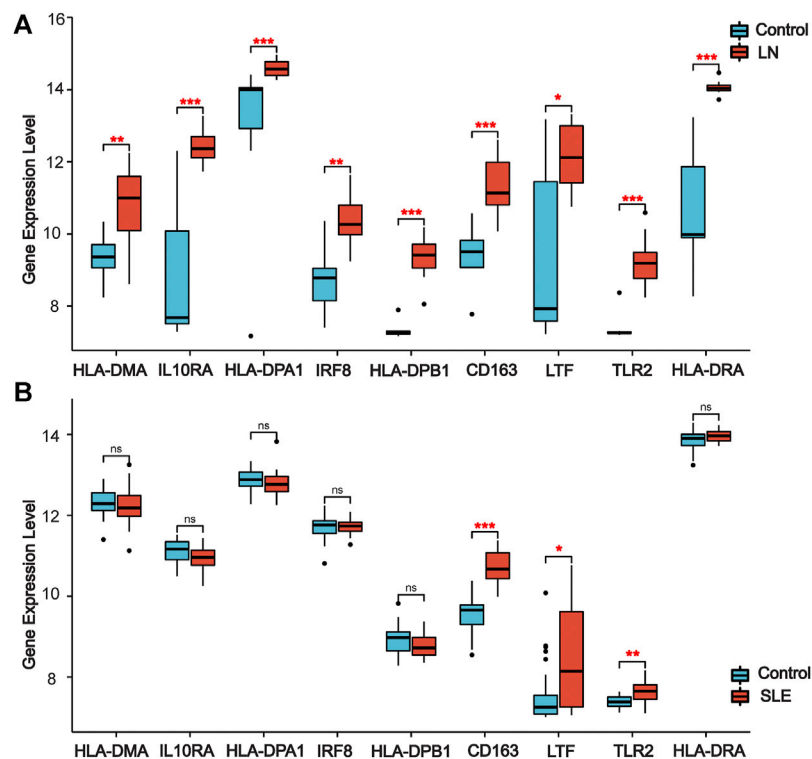 A
Control
LN
Gene Expression Level
16
14
12
10
8
** *** *** ** *** *** * *** ***
HLA-DMA IL10RA HLA-DPA1 IRF8 HLA-DPB1 CD163 LTF TLR2 HLA-DRA
B
Gene Expression Level
14
12
10
8
ns ns ns ns ns *** * ** ns
Control
SLE
HLA-DMA IL10RA HLA-DPA1 IRF8 HLA-DPB1 CD163 LTF TLR2 HLA-DRA